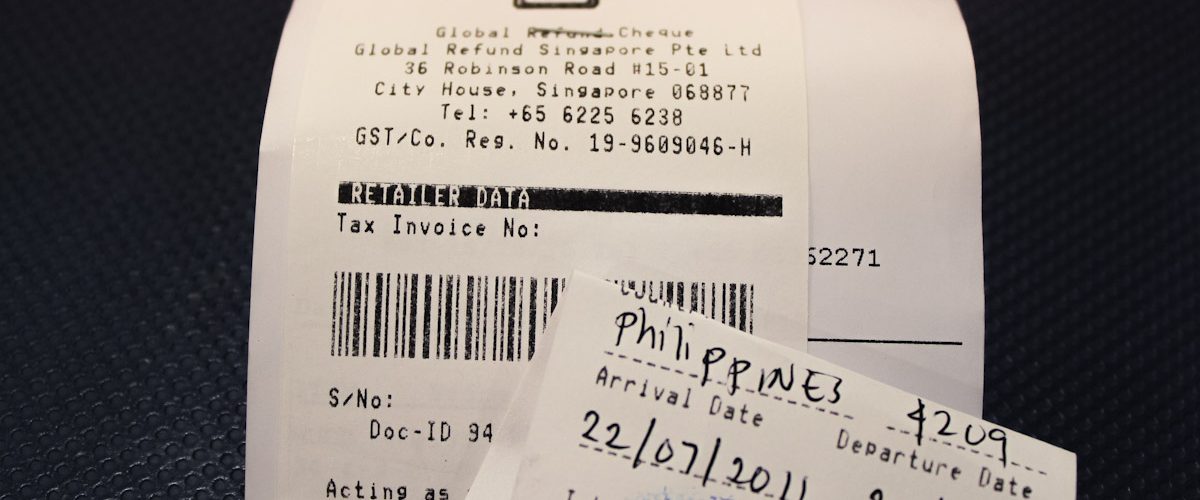 Global Refund Cheque
Global Refund Singapore Pte Ltd
36 Robinson Road #15-01
City House, Singapore 068877
Tel: +65 6225 6238
GST/Co. Reg. No. 19-9609046-H
RETAILER DATA
Tax Invoice No:
62271
S/No:
Doc-ID 94
Acting as
PhiliPPINES
$209
Arrival Date
Departure Date
22/07/2011